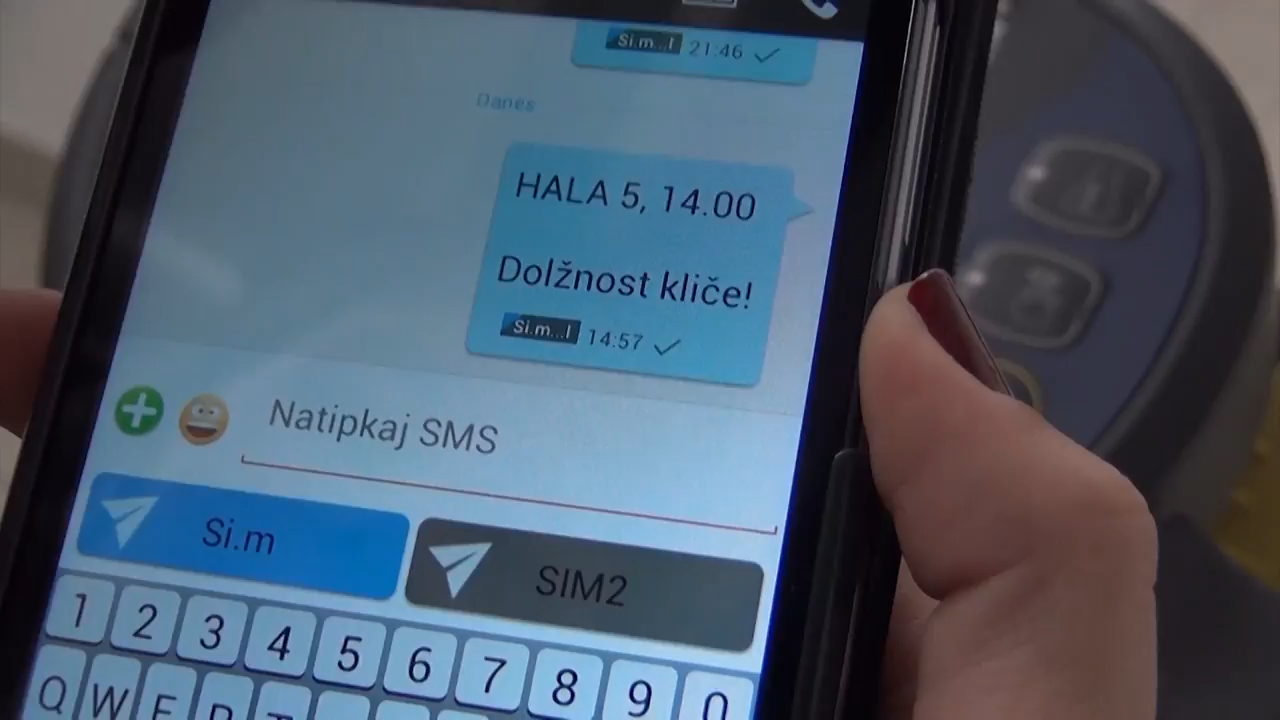 Si.m...l 21:46
Danes
HALA 5, 14.00
Dolžnost kliče!
Si.m...l 14:57
Natipkaj SMS
Si.m SIM2
1 2 3 4 5 6 7 8 9 0
Q W E R T